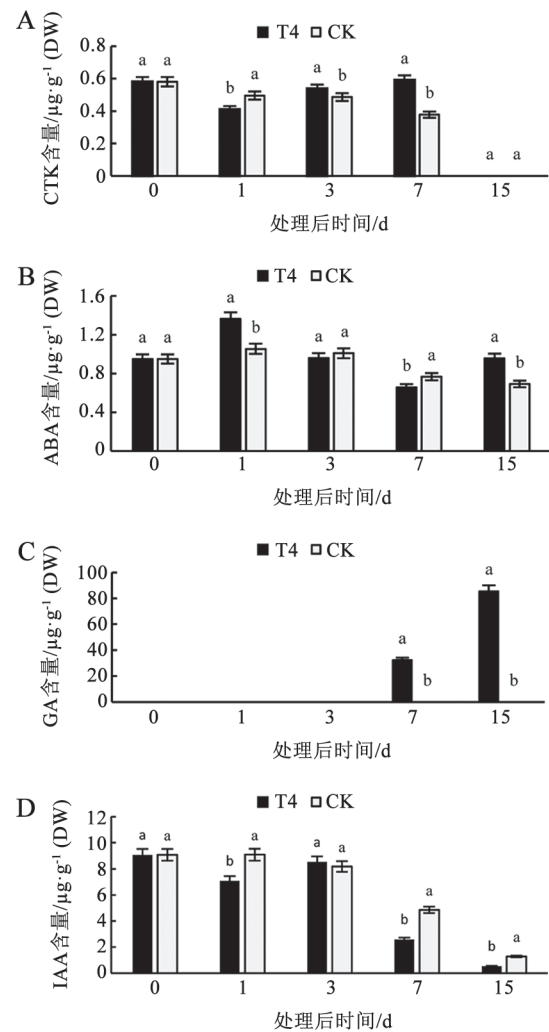 A
T4 CK
CTK含量/μg·g⁻¹ (DW)
0.8
0.6
0.4
0.2
0
a a b a a b a b a a
0 1 3 7 15
处理后时间/d
B
T4 CK
ABA含量/μg·g⁻¹ (DW)
1.6
1.2
0.8
0.4
0
a a a b a a b a a b
0 1 3 7 15
处理后时间/d
C
T4 CK
GA含量/μg·g⁻¹ (DW)
100
80
60
40
20
0
a b a b
0 1 3 7 15
处理后时间/d
D
T4 CK
IAA含量/μg·g⁻¹ (DW)
12
10
8
6
4
2
0
a a b a a a b a b a
0 1 3 7 15
处理后时间/d